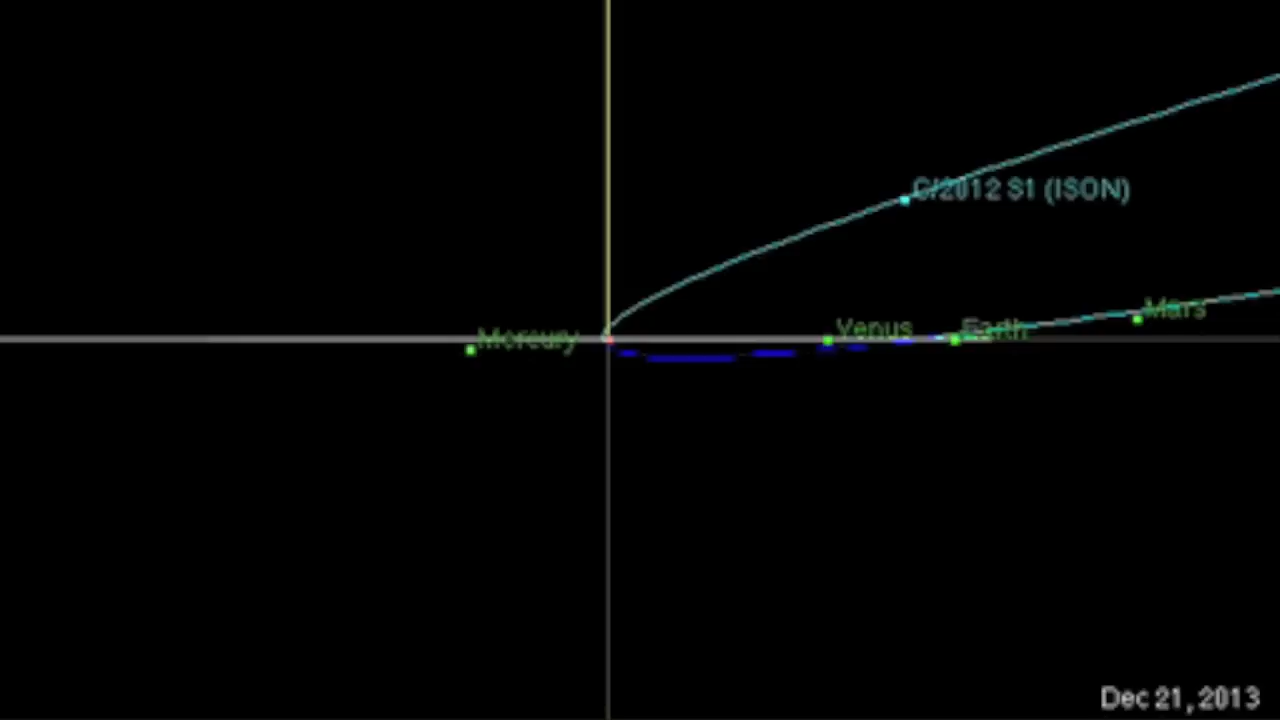 C/2012 S1 (ISON)
Mars
Venus
Earth
Mercury
Dec 21, 2013